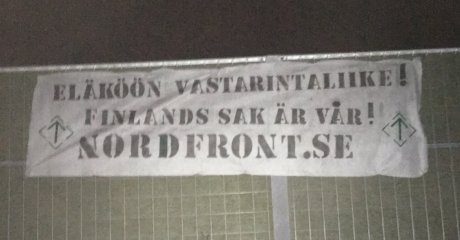 ELÄKÖÖN VASTARINTALIIKE!
FINLANDS SAK ÄR VÅR!
NORDFRONT.SE